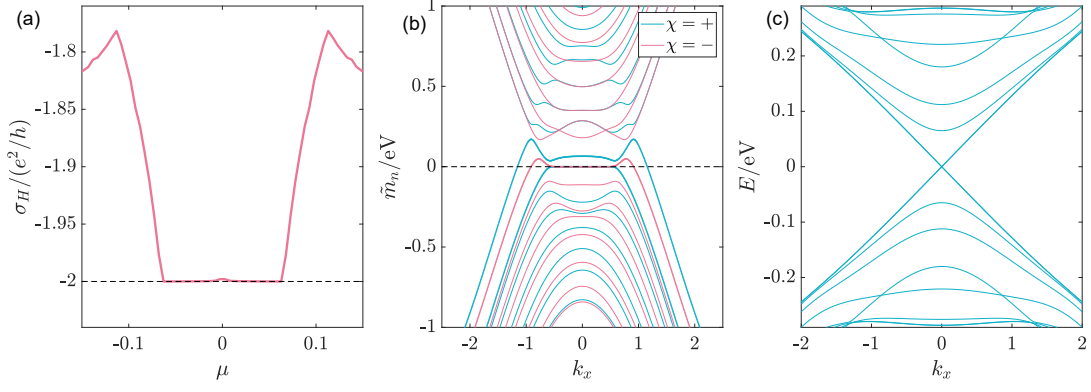 (a)
-1.8
-1.85
-1.9
-1.95
-2
σ_H/(e²/h)
-0.1 0 0.1
μ
(b)
χ = +
χ = −
1
0.5
0
-0.5
-1
m̃_n/eV
-2 -1 0 1 2
k_x
(c)
0.2
0.1
0
-0.1
-0.2
E/eV
-2 -1 0 1 2
k_x